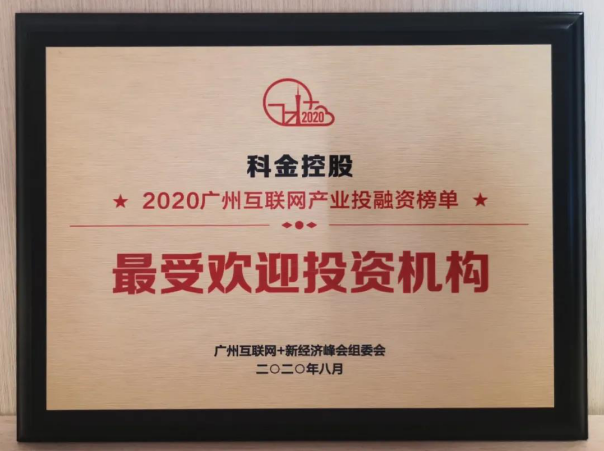 2020
科金控股
★ 2020广州互联网产业投融资榜单 ★
最受欢迎投资机构
广州互联网+新经济峰会组委会
二〇二〇年八月